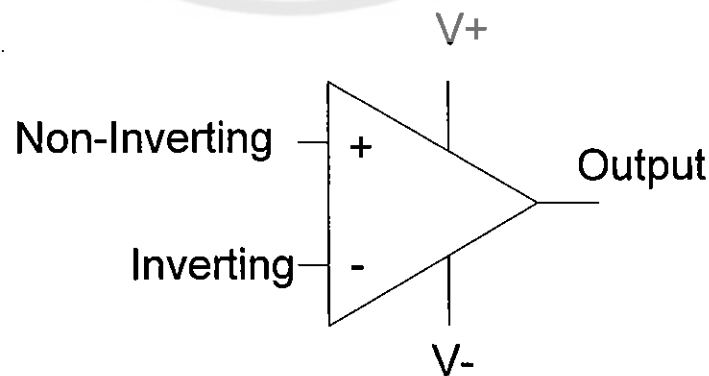 V+
Non-Inverting
+
Output
Inverting
-
V-